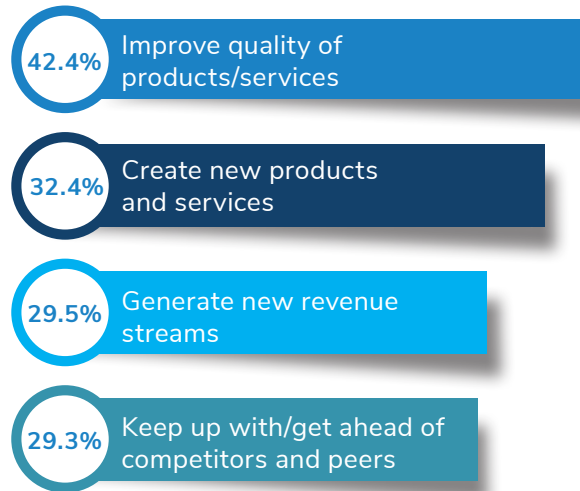 42.4%
Improve quality of
products/services
32.4%
Create new products
and services
29.5%
Generate new revenue
streams
29.3%
Keep up with/get ahead of
competitors and peers